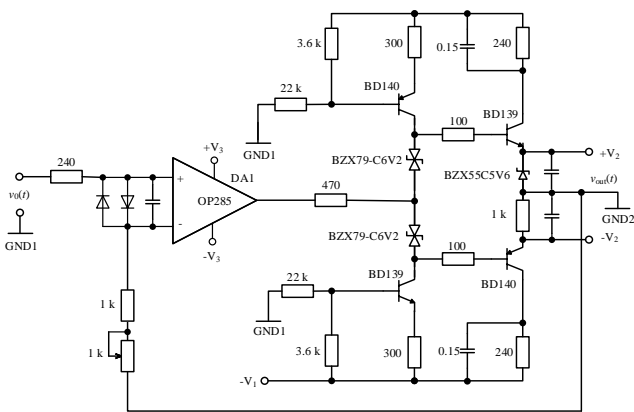 3.6 k
300
0.15
240
22 k
BD140
BD139
GND1
100
+V3
DA1
BZX79-C6V2
+V2
240
BZX55C5V6
vout(t)
v0(t)
+
OP285
-
470
1 k
GND2
GND1
BZX79-C6V2
-V3
-V2
100
BD139
22 k
BD140
1 k
GND1
3.6 k
300
0.15
240
1 k
-V1